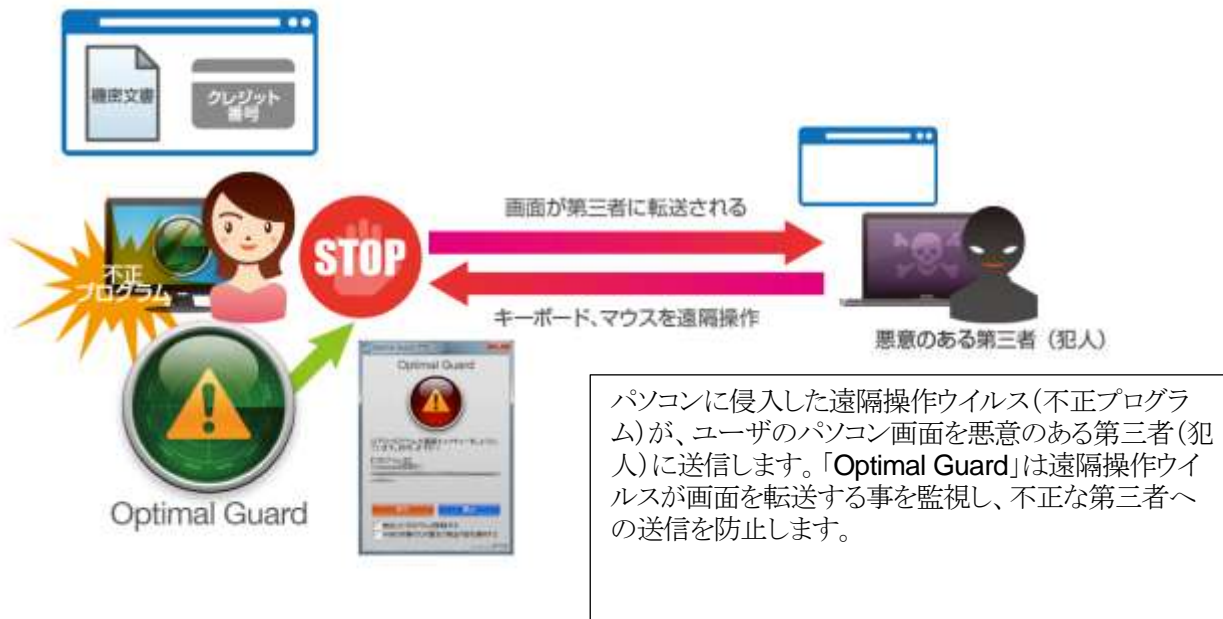 機密文書
クレジット
番号
不正
プログラム
STOP
画面が第三者に転送される
キーボード、マウスを遠隔操作
悪意のある第三者（犯人）
Optimal Guard
Optimal Guard
パソコンに侵入した遠隔操作ウイルス（不正プログラ
ム）が、ユーザのパソコン画面を悪意のある第三者（犯
人）に送信します。「Optimal Guard」は遠隔操作ウイ
ルスが画面を転送する事を監視し、不正な第三者へ
の送信を防止します。